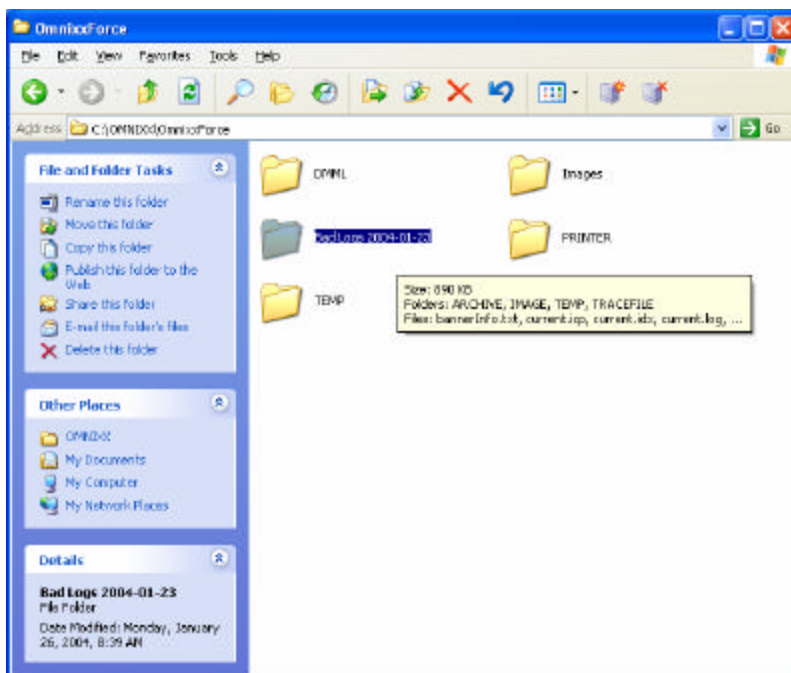 OmnixxForce
File Edit View Favorites Tools Help
Address C:\OMNIXX\OmnixxForce Go
File and Folder Tasks
Rename this folder
Move this folder
Copy this folder
Publish this folder to the
Web
Share this folder
E-mail this folder's files
Delete this folder
Other Places
OMNIXX
My Documents
My Computer
My Network Places
Details
Bad Logs 2004-01-23
File Folder
Date Modified: Monday, January
26, 2004, 8:39 AM
OMML Images
Bad Logs 2004-01-23 PRINTER
TEMP
Size: 890 KB
Folders: ARCHIVE, IMAGE, TEMP, TRACEFILE
Files: bannerInfo.txt, current.iqp, current.idx, current.log, ...